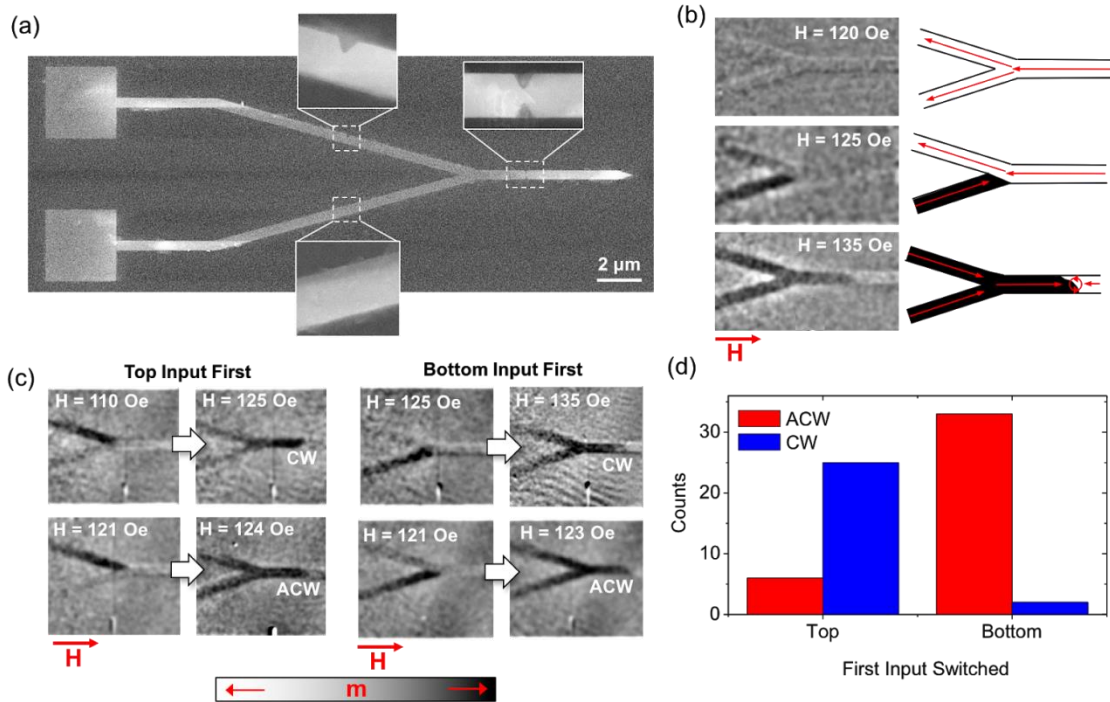 (a)
2 µm
(b)
H = 120 Oe
H = 125 Oe
H = 135 Oe
H
(c)
Top Input First
Bottom Input First
H = 110 Oe
H = 125 Oe
CW
H = 125 Oe
H = 135 Oe
CW
H = 121 Oe
H = 124 Oe
ACW
H = 121 Oe
H = 123 Oe
ACW
H
H
m
(d)
ACW
CW
30
20
10
0
Counts
Top
Bottom
First Input Switched